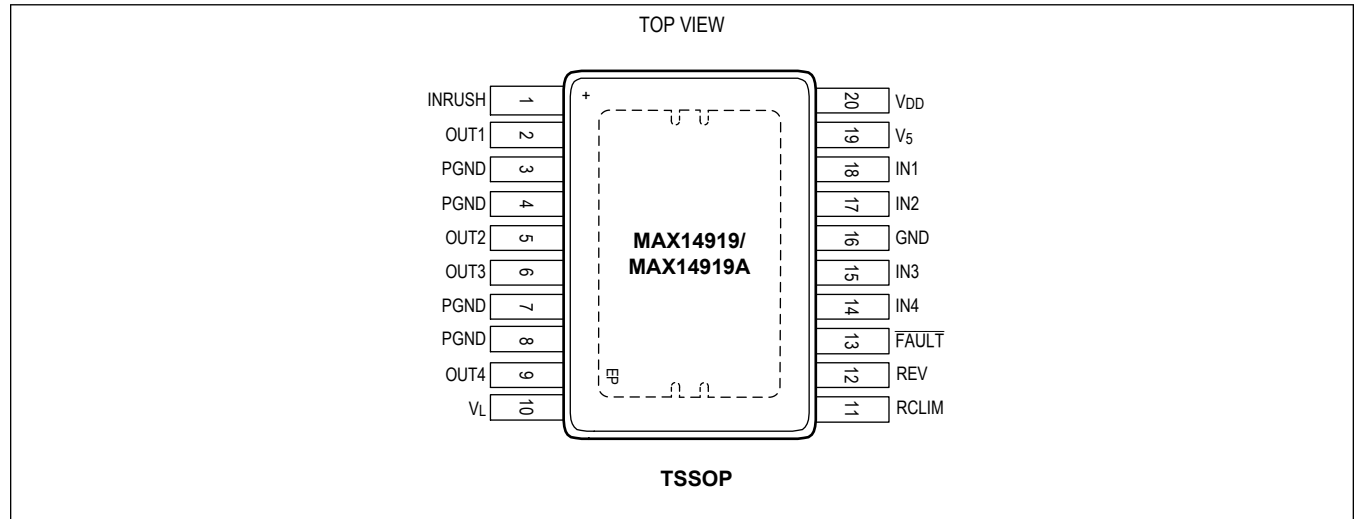 TOP VIEW
INRUSH 1
OUT1 2
PGND 3
PGND 4
OUT2 5
OUT3 6
PGND 7
PGND 8
OUT4 9
VL 10
+
MAX14919/
MAX14919A
EP
20 VDD
19 V5
18 IN1
17 IN2
16 GND
15 IN3
14 IN4
13 FAULT
12 REV
11 RCLIM
TSSOP